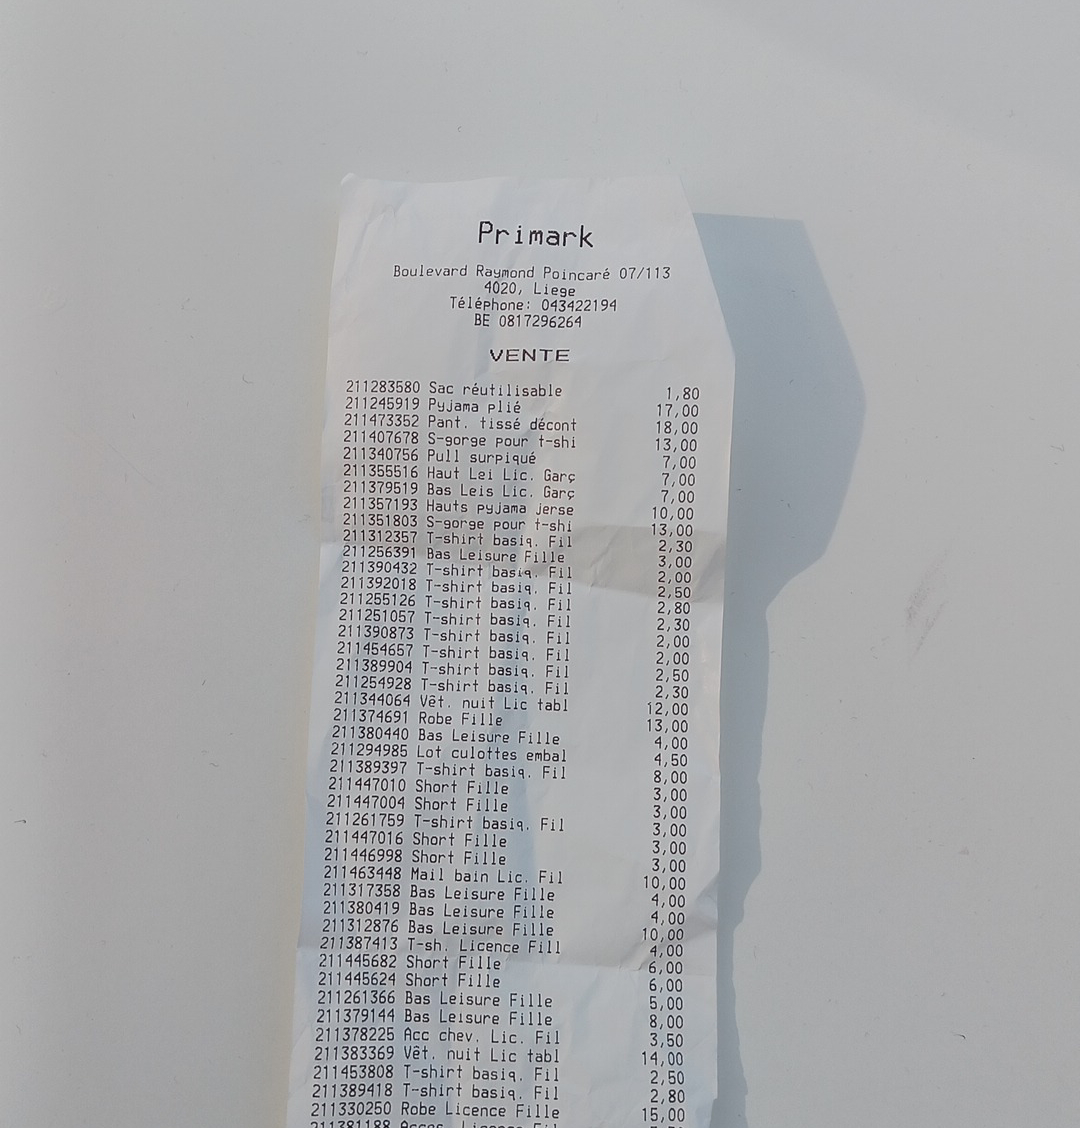 Primark
Boulevard Raymond Poincaré 07/113
4020, Liege
Téléphone: 043422194
BE 0817296264
VENTE
211283580 Sac réutilisable 1,80
211245919 Pyjama plié 17,00
211473352 Pant. tissé décont 18,00
211407678 S-gorge pour t-shi 13,00
211340756 Pull surpiqué 7,00
211355516 Haut Lei Lic. Garç 7,00
211379519 Bas Leis Lic. Garç 7,00
211357193 Hauts pyjama jerse 10,00
211351803 S-gorge pour t-shi 13,00
211312357 T-shirt basiq. Fil 2,30
211256391 Bas Leisure Fille 3,00
211390432 T-shirt basiq. Fil 2,00
211392018 T-shirt basiq. Fil 2,50
211255126 T-shirt basiq. Fil 2,80
211251057 T-shirt basiq. Fil 2,30
211390873 T-shirt basiq. Fil 2,00
211454657 T-shirt basiq. Fil 2,00
211389904 T-shirt basiq. Fil 2,50
211254928 T-shirt basiq. Fil 2,30
211344064 Vêt. nuit Lic tabl 12,00
211374691 Robe Fille 13,00
211380440 Bas Leisure Fille 4,00
211294985 Lot culottes embal 4,50
211389397 T-shirt basiq. Fil 8,00
211447010 Short Fille 3,00
211447004 Short Fille 3,00
211261759 T-shirt basiq. Fil 3,00
211447016 Short Fille 3,00
211446998 Short Fille 3,00
211463448 Mail bain Lic. Fil 10,00
211317358 Bas Leisure Fille 4,00
211380419 Bas Leisure Fille 4,00
211312876 Bas Leisure Fille 10,00
211387413 T-sh. Licence Fill 4,00
211445682 Short Fille 6,00
211445624 Short Fille 6,00
211261366 Bas Leisure Fille 5,00
211379144 Bas Leisure Fille 8,00
211378225 Acc chev. Lic. Fil 3,50
211383369 Vêt. nuit Lic tabl 14,00
211453808 T-shirt basiq. Fil 2,50
211389418 T-shirt basiq. Fil 2,80
211330250 Robe Licence Fille 15,00